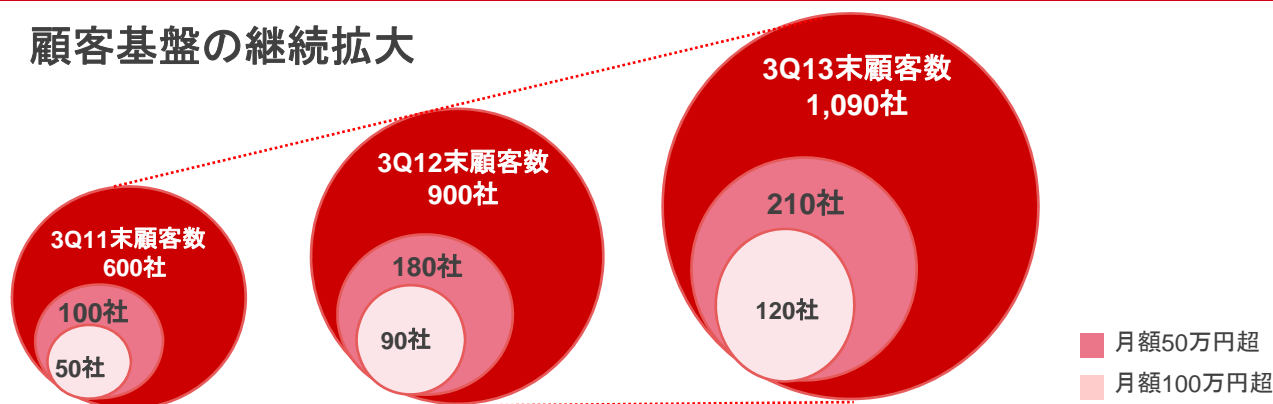 顧客基盤の継続拡大
3Q11末顧客数
600社
100社
50社
3Q12末顧客数
900社
180社
90社
3Q13末顧客数
1,090社
210社
120社
月額50万円超
月額100万円超